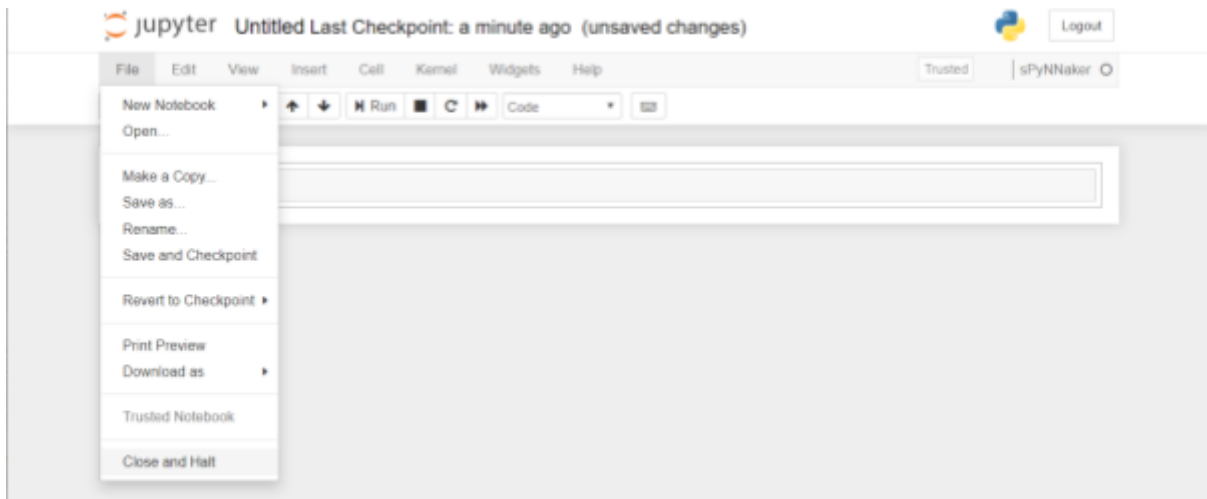 jupyter Untitled Last Checkpoint: a minute ago (unsaved changes) Logout
File Edit View Insert Cell Kernel Widgets Help Trusted sPyNNaker
New Notebook Run Code
Open...
Make a Copy...
Save as...
Rename...
Save and Checkpoint
Revert to Checkpoint
Print Preview
Download as
Trusted Notebook
Close and Halt